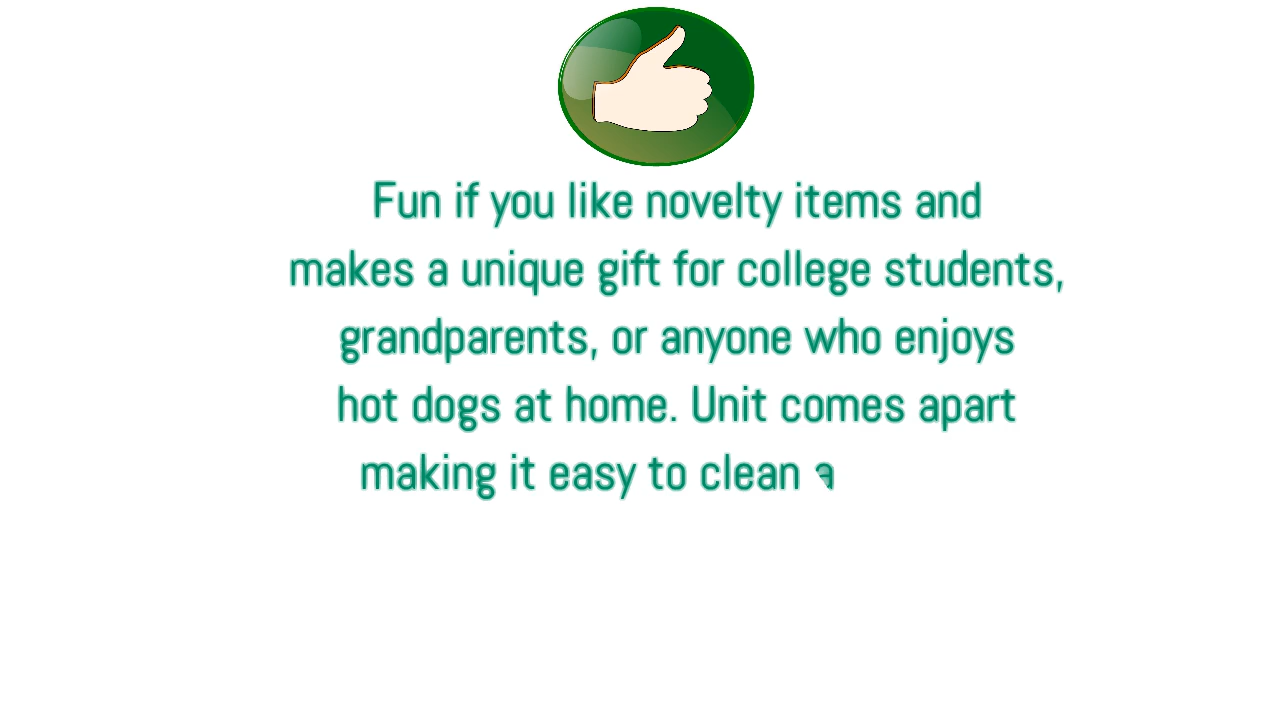 Fun if you like novelty items and
makes a unique gift for college students,
grandparents, or anyone who enjoys
hot dogs at home. Unit comes apart
making it easy to clean a